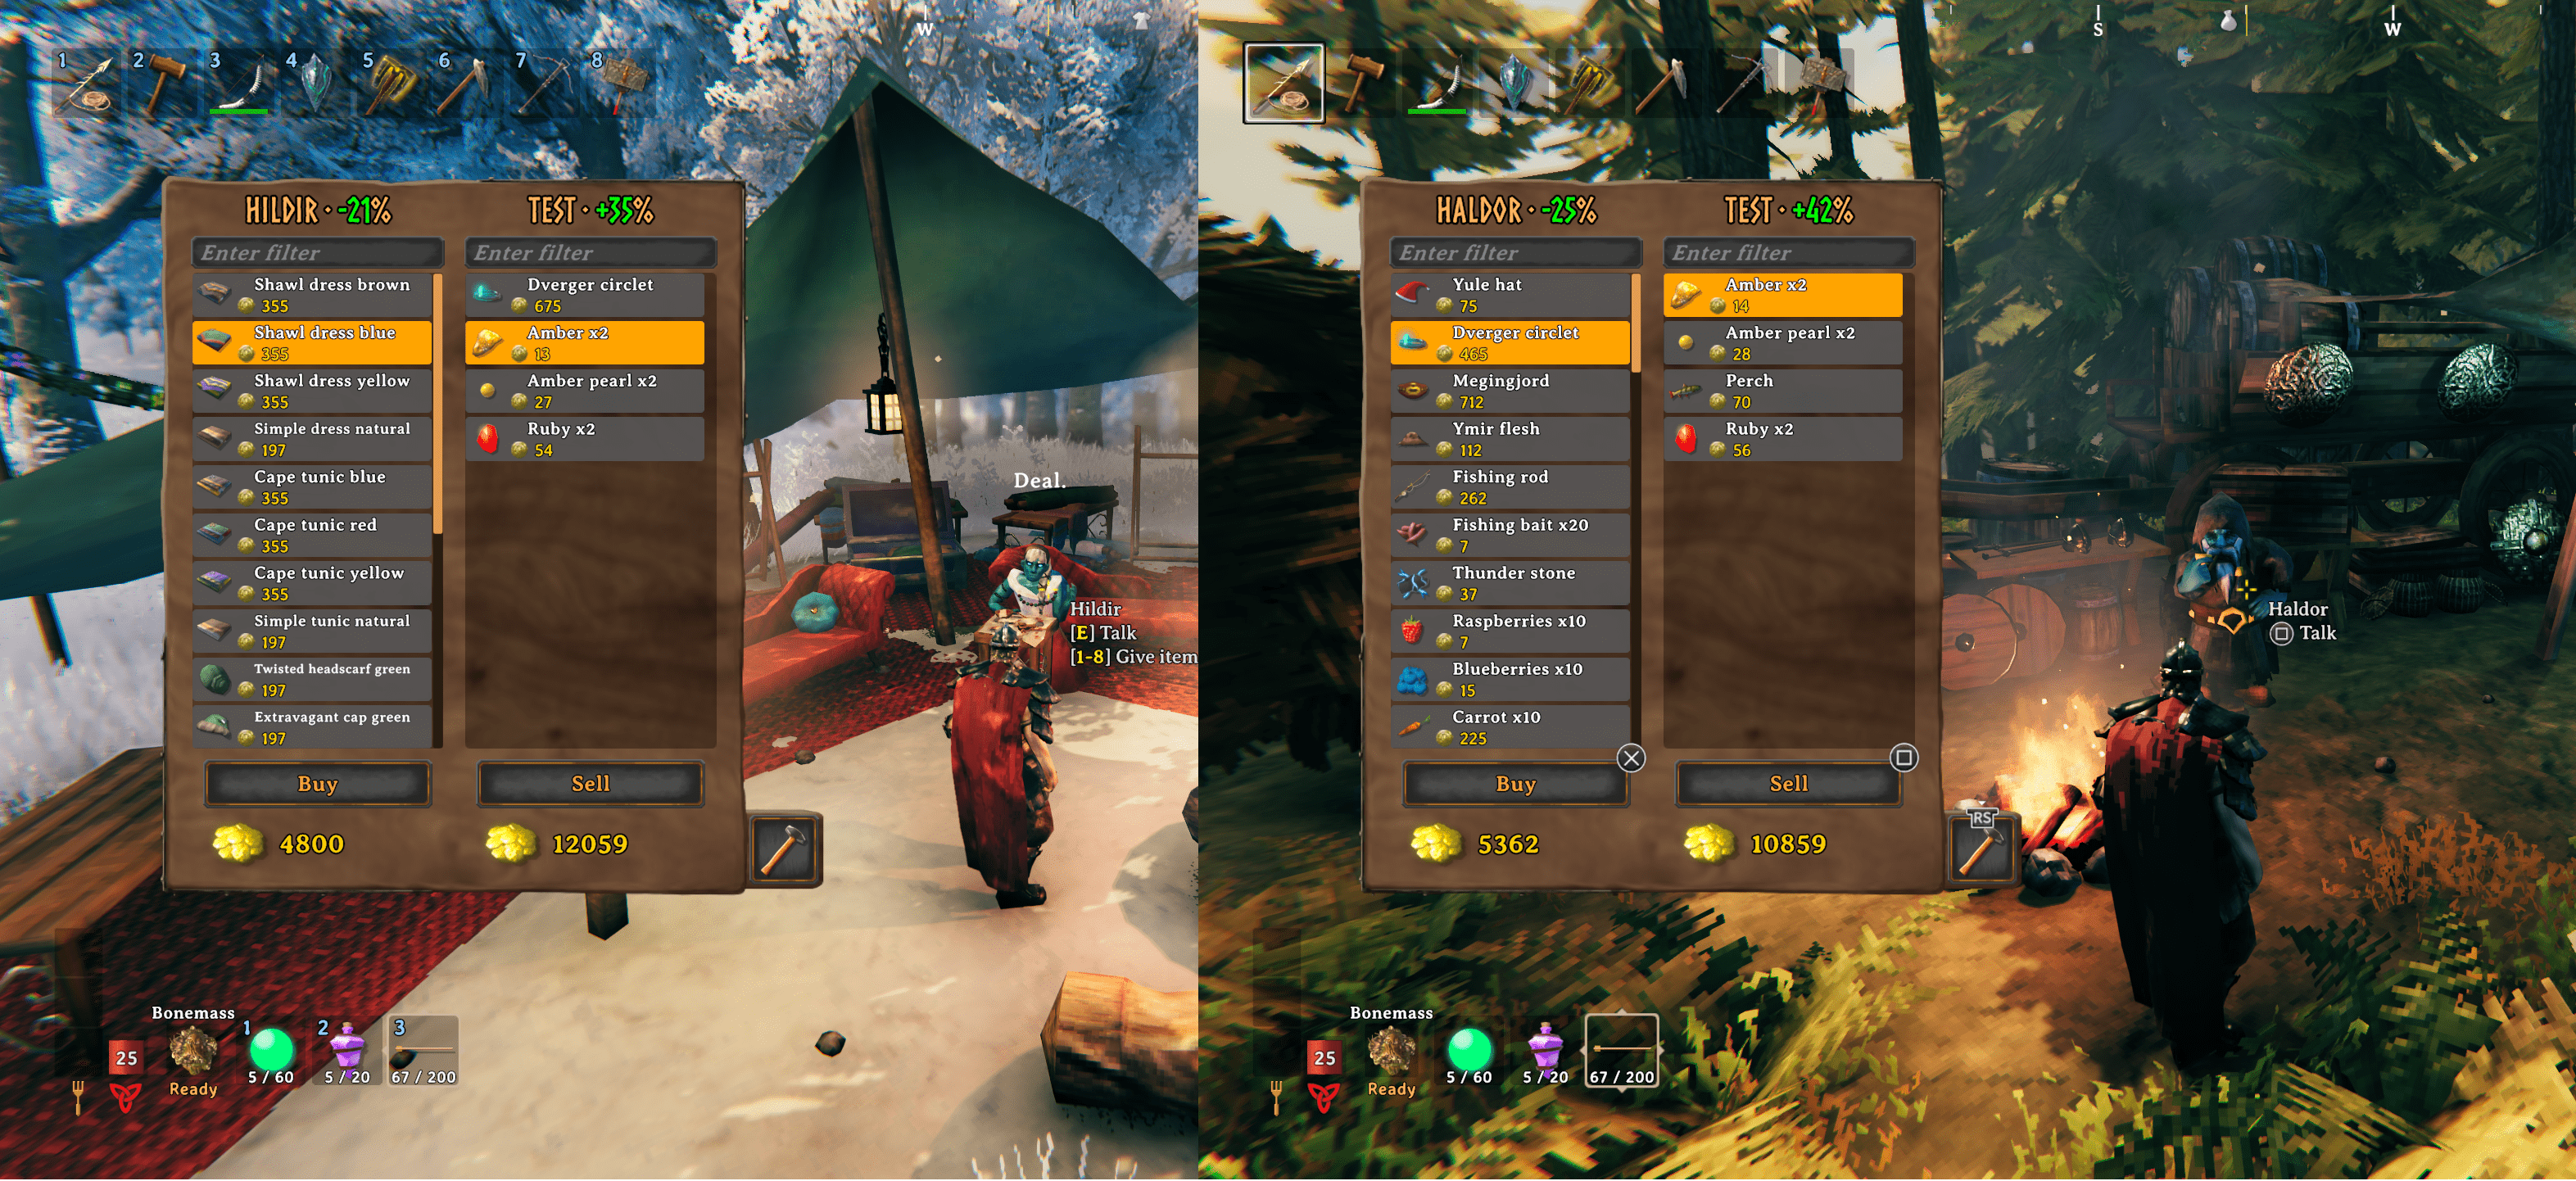 W
1
2
3
4
5
6
7
8
HILDIR · -21%
TEST · +35%
Enter filter
Enter filter
Shawl dress brown
355
Shawl dress blue
355
Shawl dress yellow
355
Simple dress natural
197
Cape tunic blue
355
Cape tunic red
355
Cape tunic yellow
355
Simple tunic natural
197
Twisted headscarf green
197
Extravagant cap green
197
Dverger circlet
675
Amber x2
13
Amber pearl x2
27
Ruby x2
54
Buy
Sell
4800
12059
Deal.
Hildir
[E] Talk
[1-8] Give item
Bonemass
25
Ready
1
5 / 60
2
5 / 20
3
67 / 200
S
W
HALDOR · -25%
TEST · +42%
Enter filter
Enter filter
Yule hat
75
Dverger circlet
465
Megingjord
712
Ymir flesh
112
Fishing rod
262
Fishing bait x20
7
Thunder stone
37
Raspberries x10
7
Blueberries x10
15
Carrot x10
225
Amber x2
14
Amber pearl x2
28
Perch
70
Ruby x2
56
Buy
Sell
5362
10859
RS
Haldor
Talk
Bonemass
25
Ready
5 / 60
5 / 20
67 / 200